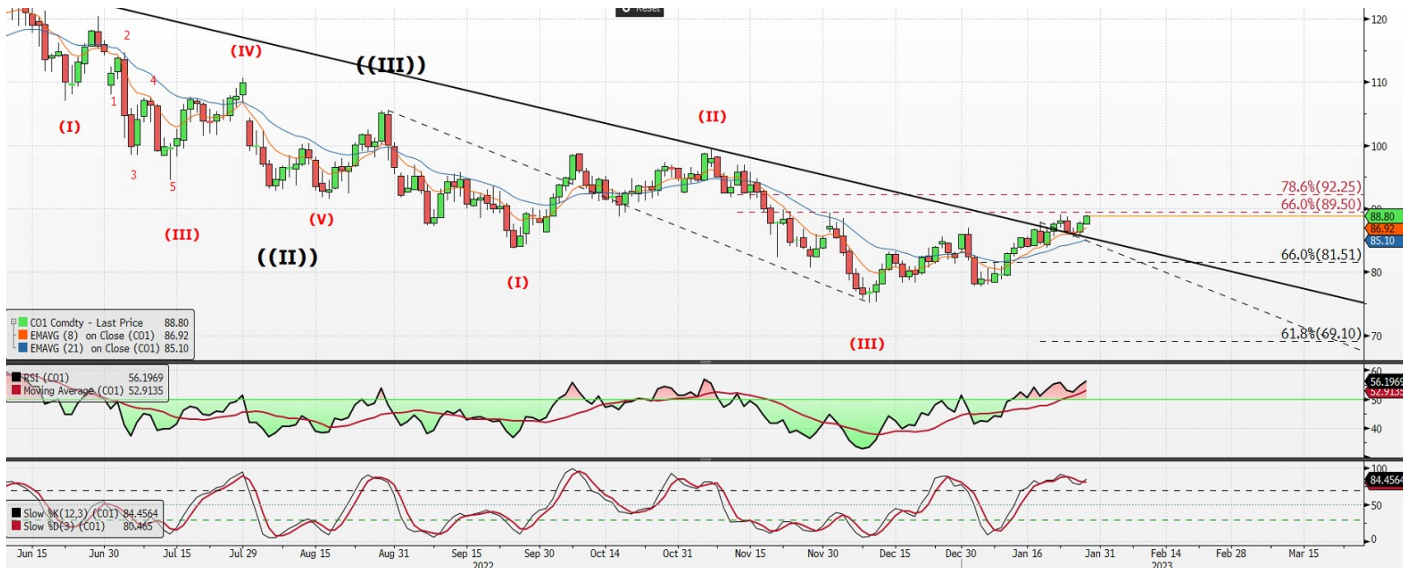 Reset
120
110
100
90
80
70
2
(IV)
((III))
4
1
(I)
(II)
3
5
(V)
(III)
((II))
(I)
(III)
78.6%(92.25)
66.0%(89.50)
88.80
86.92
85.10
66.0%(81.51)
61.8%(69.10)
CO1 Comdty - Last Price 88.80
EMAVG (8) on Close (CO1) 86.92
EMAVG (21) on Close (CO1) 85.10
RSI (CO1) 56.1969
Moving Average (CO1) 52.9135
60
56.1969
52.9135
50
40
Slow %K(12,3) (CO1) 84.4564
Slow %D(3) (CO1) 80.465
100
84.4564
50
0
Jun 15 Jun 30 Jul 15 Jul 29 Aug 15 Aug 31 Sep 15 Sep 30 Oct 14 Oct 31 Nov 15 Nov 30 Dec 15 Dec 30 Jan 16 Jan 31 Feb 14 Feb 28 Mar 15
2022 2023